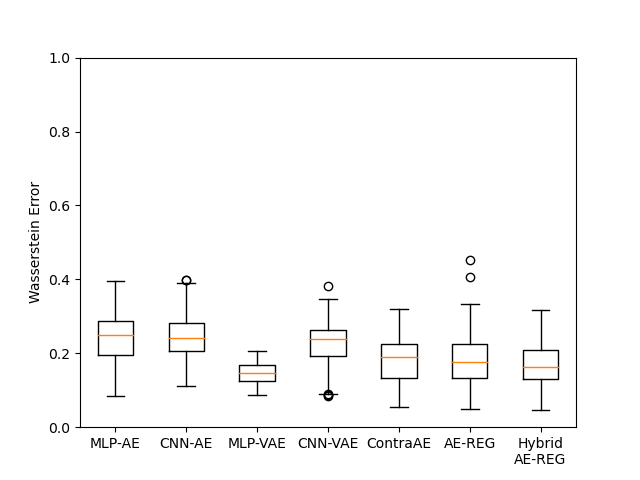 1.0
0.8
0.6
0.4
0.2
0.0
Wasserstein Error
MLP-AE
CNN-AE
MLP-VAE
CNN-VAE
ContraAE
AE-REG
Hybrid
AE-REG